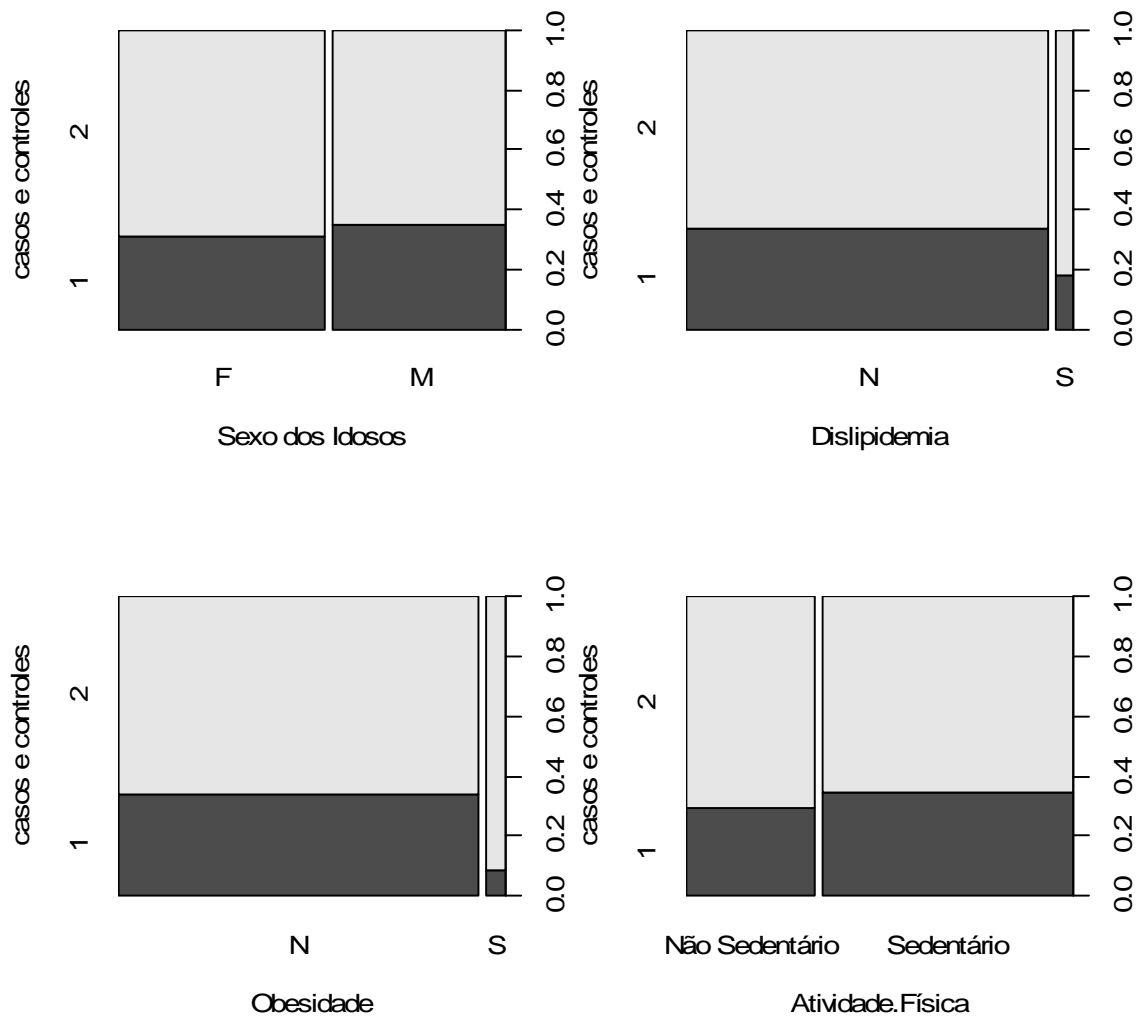 casos e controles
2
1
0.0 0.2 0.4 0.6 0.8 1.0
F
M
Sexo dos Idosos
casos e controles
2
1
0.0 0.2 0.4 0.6 0.8 1.0
N
S
Dislipidemia
casos e controles
2
1
0.0 0.2 0.4 0.6 0.8 1.0
N
S
Obesidade
casos e controles
2
1
0.0 0.2 0.4 0.6 0.8 1.0
Não Sedentário
Sedentário
Atividade.Física